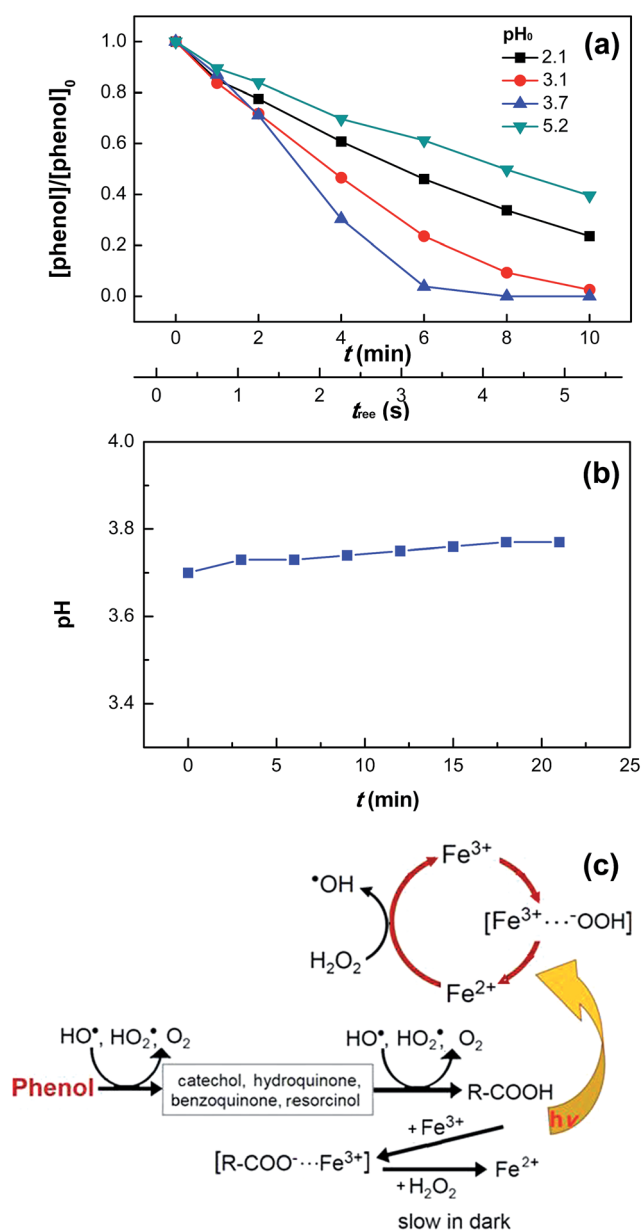 (a)
pH₀
2.1
3.1
3.7
5.2
[phenol]/[phenol]₀
1.0
0.8
0.6
0.4
0.2
0.0
0 2 4 6 8 10
t (min)
0 1 2 3 4 5
tree (s)
(b)
pH
4.0
3.8
3.6
3.4
0 5 10 15 20 25
t (min)
(c)
Fe³⁺
•OH
[Fe³⁺···⁻OOH]
H₂O₂
Fe²⁺
HO•, HO₂•, O₂
HO•, HO₂•, O₂
Phenol
catechol, hydroquinone,
benzoquinone, resorcinol
R-COOH
hν
+Fe³⁺
[R-COO⁻···Fe³⁺]
Fe²⁺
+H₂O₂
slow in dark